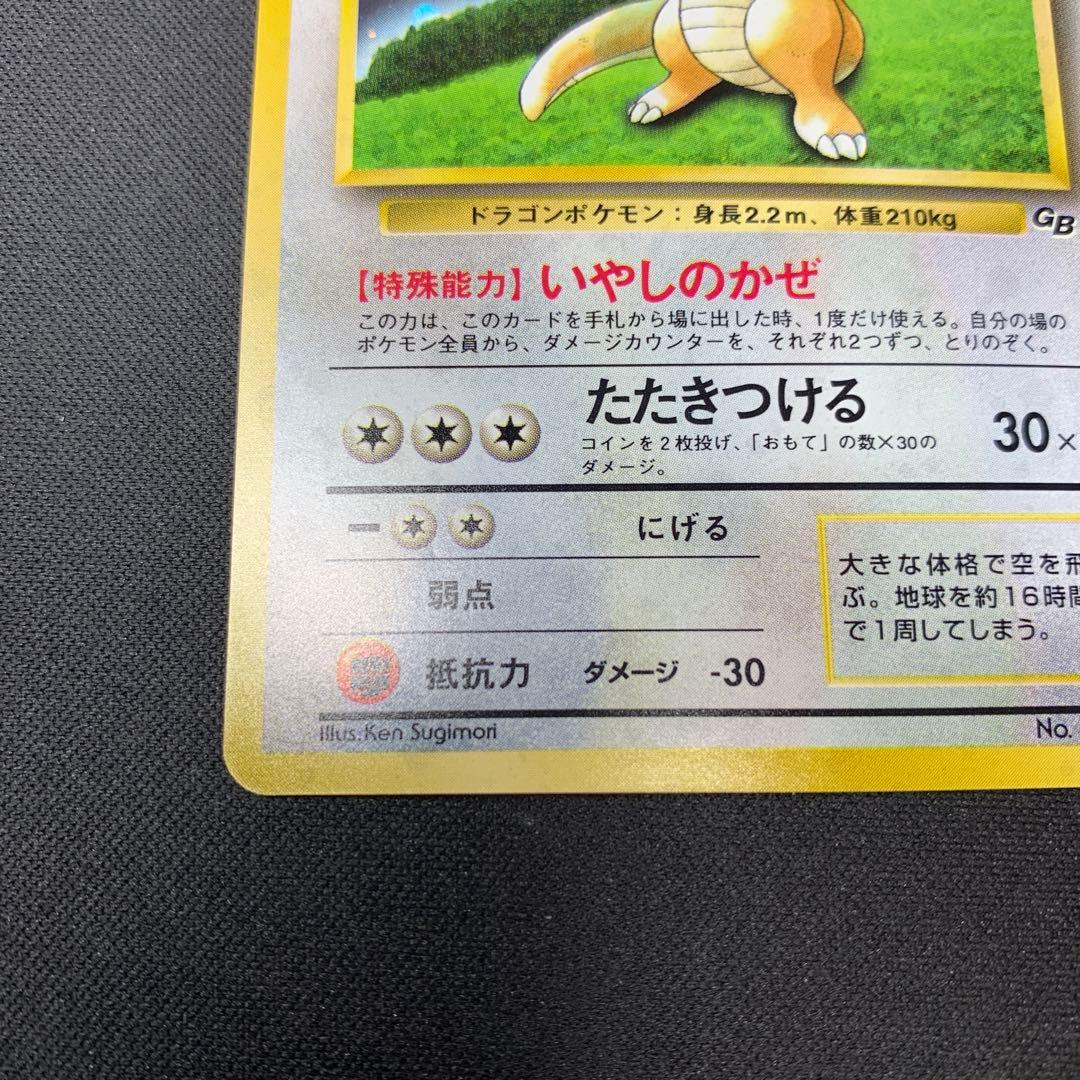 ドラゴンポケモン：身長2.2m、体重210kg
GB
【特殊能力】いやしのかぜ
この力は、このカードを手札から場に出した時、1度だけ使える。自分の場の
ポケモン全員から、ダメージカウンターを、それぞれ2つずつ、とりのぞく。
たたきつける
30×
コインを２枚投げ、「おもて」の数×30の
ダメージ。
にげる
弱点
抵抗力 ダメージ -30
大きな体格で空を飛
ぶ。地球を約16時間
で１周してしまう。
Illus.Ken Sugimori
No.